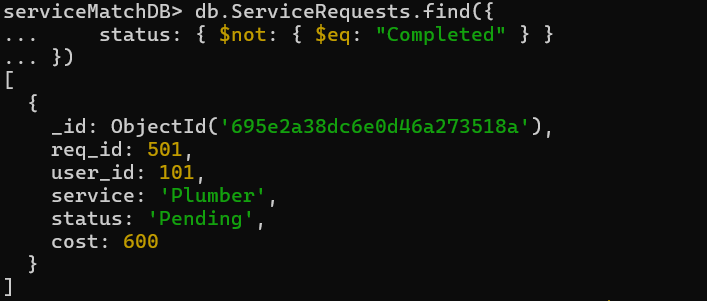 serviceMatchDB> db.ServiceRequests.find({
...     status: { $not: { $eq: "Completed" } }
... })
[
  {
    _id: ObjectId('695e2a38dc6e0d46a273518a'),
    req_id: 501,
    user_id: 101,
    service: 'Plumber',
    status: 'Pending',
    cost: 600
  }
]